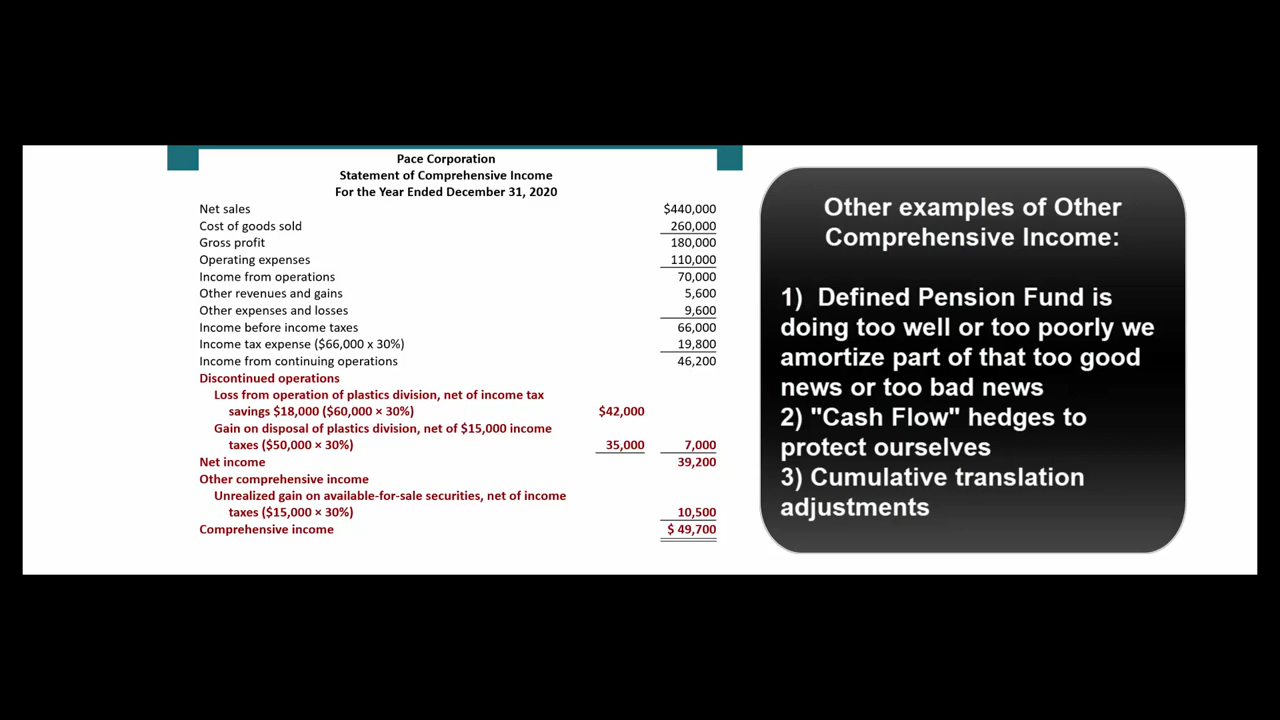 Pace Corporation
Statement of Comprehensive Income
For the Year Ended December 31, 2020
Net sales $440,000
Cost of goods sold 260,000
Gross profit 180,000
Operating expenses 110,000
Income from operations 70,000
Other revenues and gains 5,600
Other expenses and losses 9,600
Income before income taxes 66,000
Income tax expense ($66,000 x 30%) 19,800
Income from continuing operations 46,200
Discontinued operations
Loss from operation of plastics division, net of income tax
savings $18,000 ($60,000 × 30%) $42,000
Gain on disposal of plastics division, net of $15,000 income
taxes ($50,000 × 30%) 35,000 7,000
Net income 39,200
Other comprehensive income
Unrealized gain on available-for-sale securities, net of income
taxes ($15,000 × 30%) 10,500
Comprehensive income $ 49,700
Other examples of Other
Comprehensive Income:
1) Defined Pension Fund is
doing too well or too poorly we
amortize part of that too good
news or too bad news
2) "Cash Flow" hedges to
protect ourselves
3) Cumulative translation
adjustments